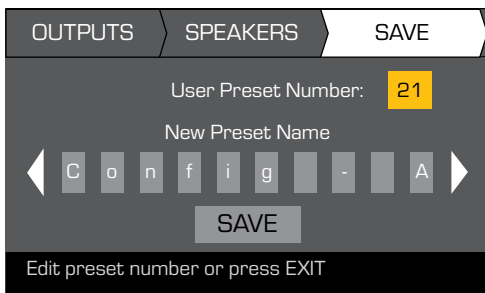 OUTPUTS SPEAKERS SAVE
User Preset Number: 21
New Preset Name
C o n f i g - A
SAVE
Edit preset number or press EXIT